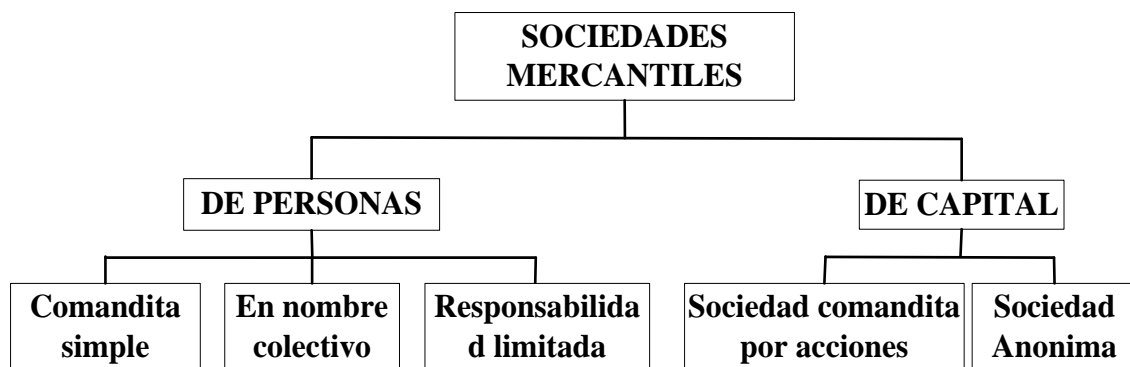 SOCIEDADES
MERCANTILES
DE PERSONAS
DE CAPITAL
Comandita
simple
En nombre
colectivo
Responsabilida
d limitada
Sociedad comandita
por acciones
Sociedad
Anonima